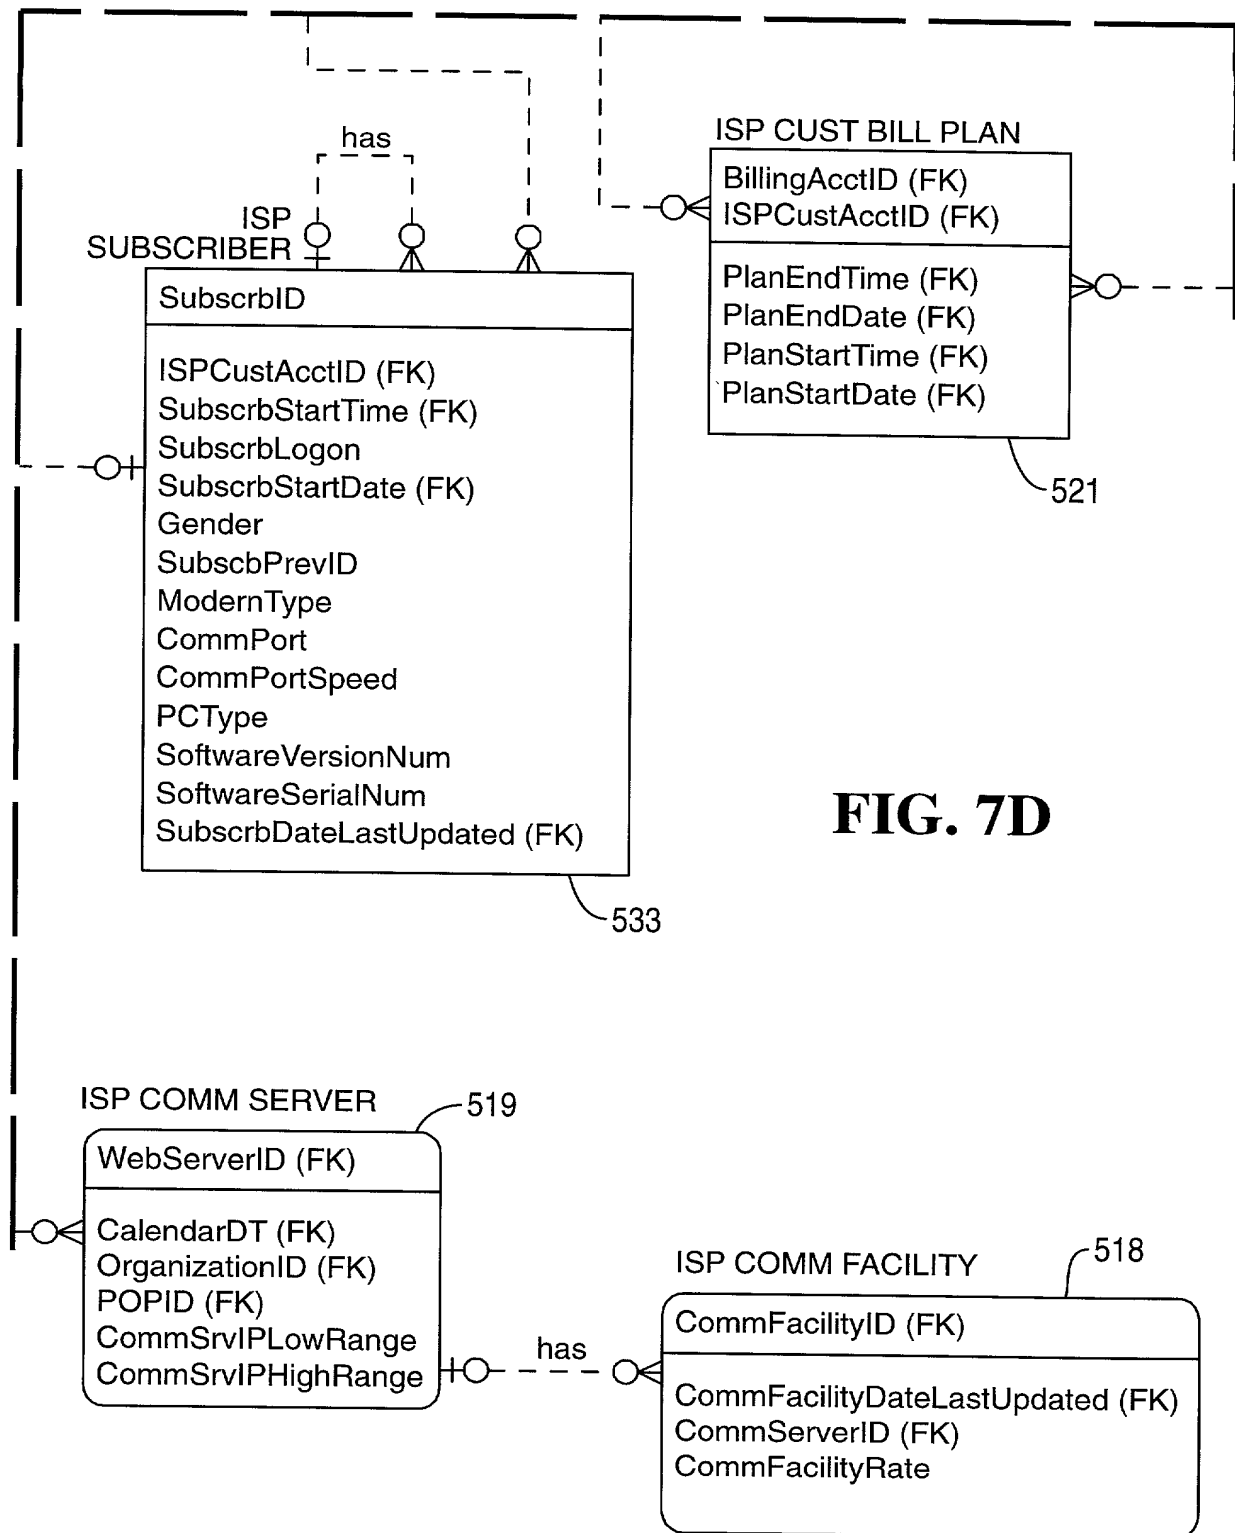 has
ISP
SUBSCRIBER
SubscrbID
ISPCustAcctID (FK)
SubscrbStartTime (FK)
SubscrbLogon
SubscrbStartDate (FK)
Gender
SubscbPrevID
ModernType
CommPort
CommPortSpeed
PCType
SoftwareVersionNum
SoftwareSerialNum
SubscrbDateLastUpdated (FK)
533
ISP CUST BILL PLAN
BillingAcctID (FK)
ISPCustAcctID (FK)
PlanEndTime (FK)
PlanEndDate (FK)
PlanStartTime (FK)
PlanStartDate (FK)
521
FIG. 7D
ISP COMM SERVER
519
WebServerID (FK)
CalendarDT (FK)
OrganizationID (FK)
POPID (FK)
CommSrvIPLowRange
CommSrvIPHighRange
has
ISP COMM FACILITY
518
CommFacilityID (FK)
CommFacilityDateLastUpdated (FK)
CommServerID (FK)
CommFacilityRate